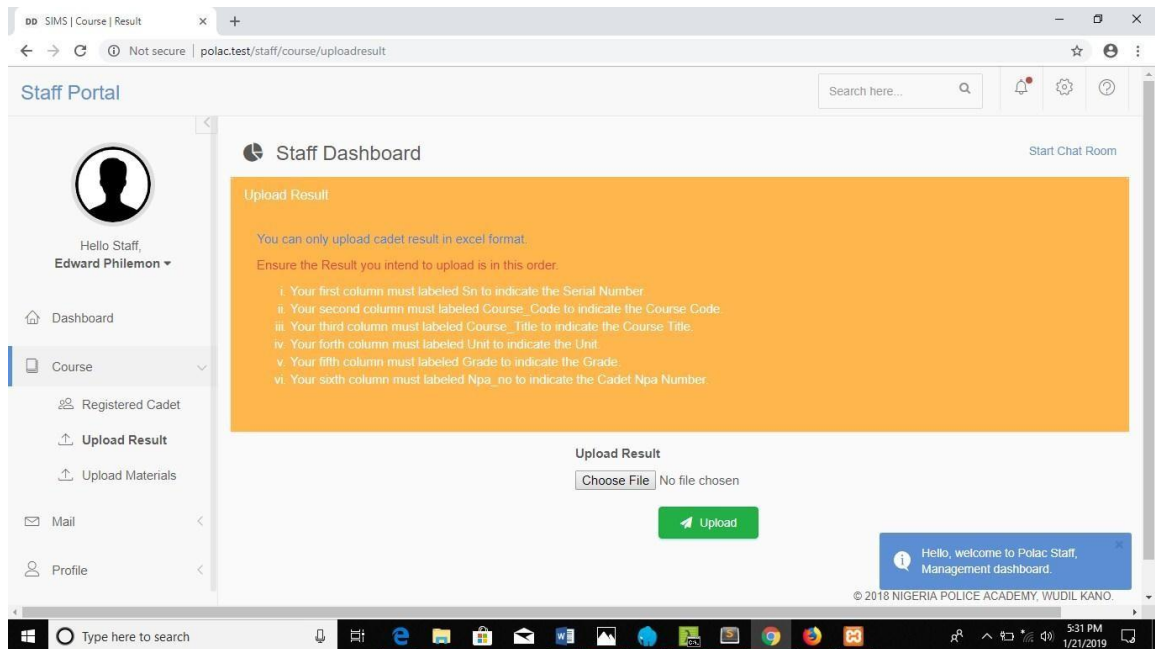 DD SIMS | Course | Result
Not secure | polac.test/staff/course/uploadresult
Staff Portal
Search here...
Hello Staff,
Edward Philemon
Dashboard
Course
Registered Cadet
Upload Result
Upload Materials
Mail
Profile
Staff Dashboard
Start Chat Room
Upload Result
You can only upload cadet result in excel format.
Ensure the Result you intend to upload is in this order.
i. Your first column must labeled Sn to indicate the Serial Number
ii. Your second column must labeled Course_Code to indicate the Course Code.
iii. Your third column must labeled Course_Title to indicate the Course Title.
iv. Your forth column must labeled Unit to indicate the Unit
v. Your fifth column must labeled Grade to indicate the Grade.
vi. Your sixth column must labeled Npa_no to indicate the Cadet Npa Number.
Upload Result
Choose File No file chosen
Upload
Hello, welcome to Polac Staff,
Management dashboard.
© 2018 NIGERIA POLICE ACADEMY, WUDIL KANO.
Type here to search
5:31 PM
1/21/2019